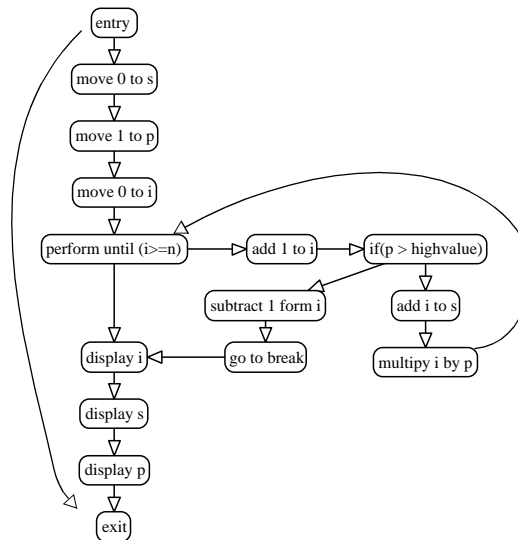 entry
move 0 to s
move 1 to p
move 0 to i
perform until (i>=n)
add 1 to i
if(p > highvalue)
subtract 1 form i
add i to s
display i
go to break
multipy i by p
display s
display p
exit